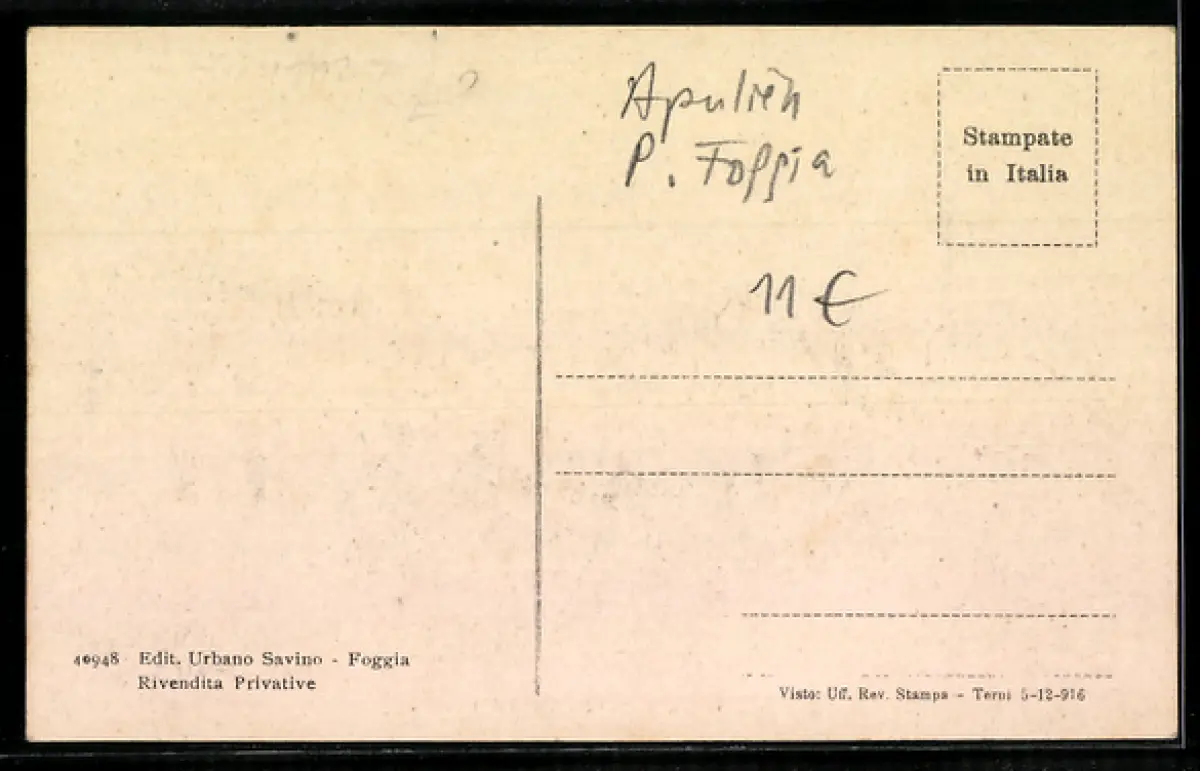 Apulien
P. Foggia
Stampate
in Italia
11 €
40948 Edit. Urbano Savino - Foggia
Rivendita Privative
Visto: Uff. Rev. Stampa - Terni 5-12-916